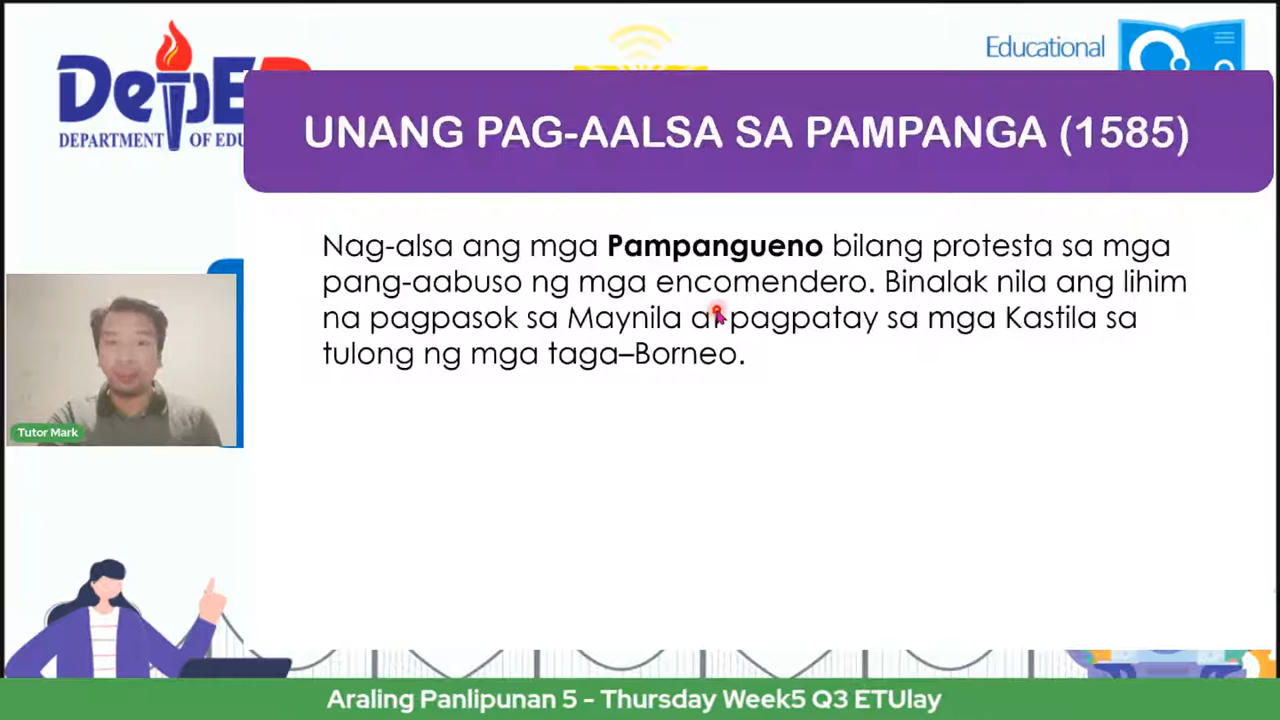 DepE
DEPARTMENT OF EDU
Educational
UNANG PAG-AALSA SA PAMPANGA (1585)
Nag-alsa ang mga Pampangueno bilang protesta sa mga
pang-aabuso ng mga encomendero. Binalak nila ang lihim
na pagpasok sa Maynila at pagpatay sa mga Kastila sa
tulong ng mga taga–Borneo.
Tutor Mark
Araling Panlipunan 5 - Thursday Week5 Q3 ETUlay